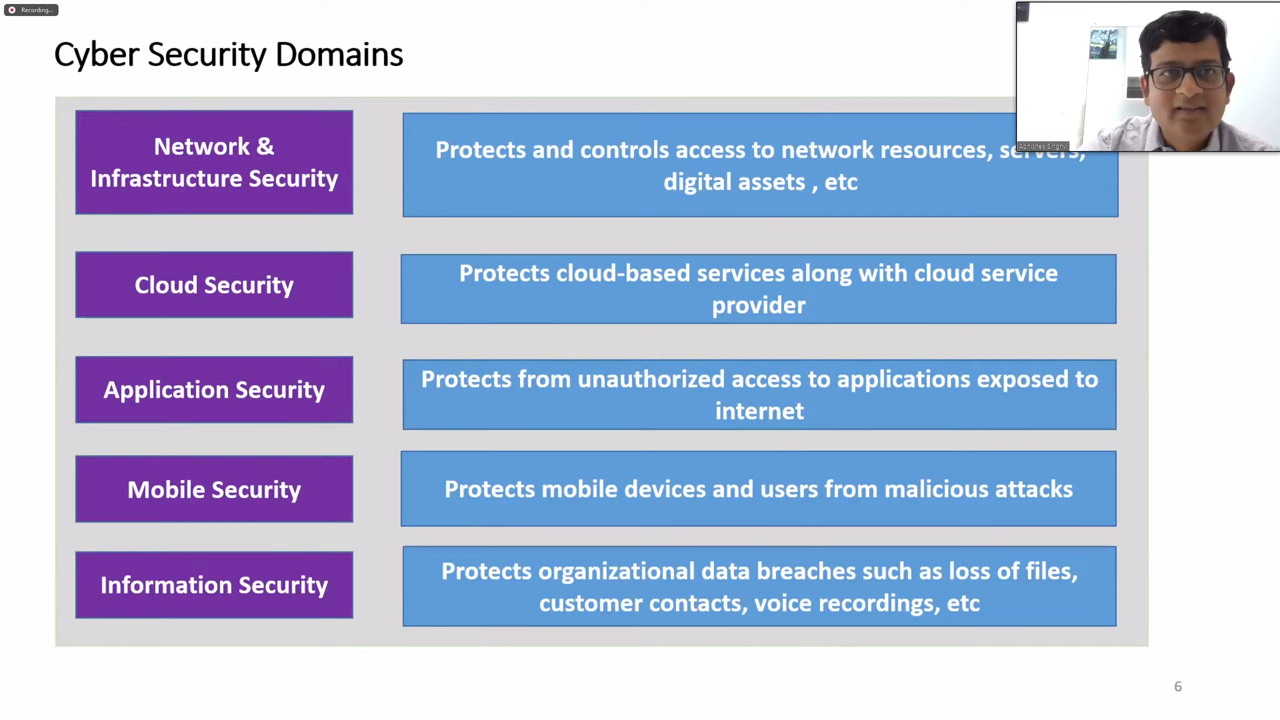 Recording...
Cyber Security Domains
Network &
Infrastructure Security
Protects and controls access to network resources, servers,
digital assets , etc
Abhishek Singhvi
Cloud Security
Protects cloud-based services along with cloud service
provider
Application Security
Protects from unauthorized access to applications exposed to
internet
Mobile Security
Protects mobile devices and users from malicious attacks
Information Security
Protects organizational data breaches such as loss of files,
customer contacts, voice recordings, etc
6